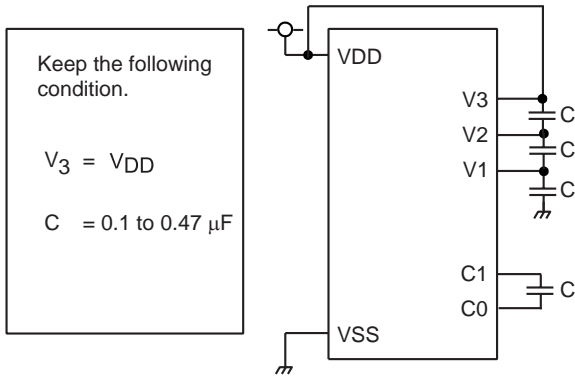 Keep the following
condition.
V3 = VDD
C = 0.1 to 0.47 μF
VDD
V3
C
V2
C
V1
C
C1
C
C0
VSS